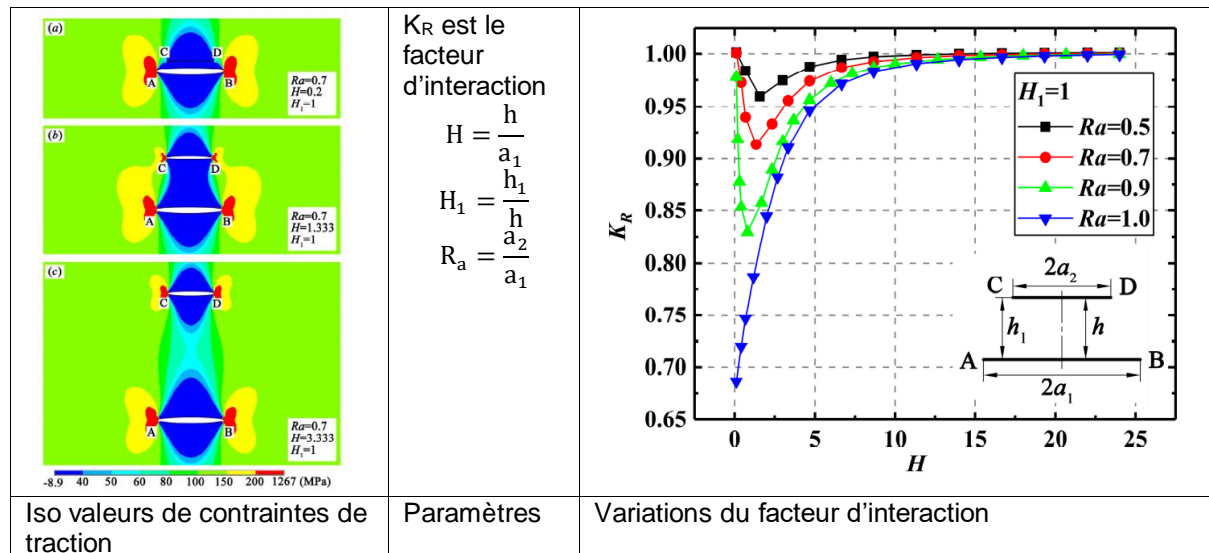 (a)
C
D
A
B
Ra=0.7
H=0.2
H₁=1
(b)
C
D
A
B
Ra=0.7
H=1.333
H₁=1
(c)
C
D
A
B
Ra=0.7
H=3.333
H₁=1
-8.9 40 50 60 80 100 150 200 1267 (MPa)
Iso valeurs de contraintes de
traction
K_R est le
facteur
d'interaction
H = h/a₁
H₁ = h₁/h
R_a = a₂/a₁
Paramètres
K_R
1.00
0.95
0.90
0.85
0.80
0.75
0.70
0.65
H₁=1
Ra=0.5
Ra=0.7
Ra=0.9
Ra=1.0
2a₂
C
D
h₁
h
A
B
2a₁
0 5 10 15 20 25
H
Variations du facteur d'interaction